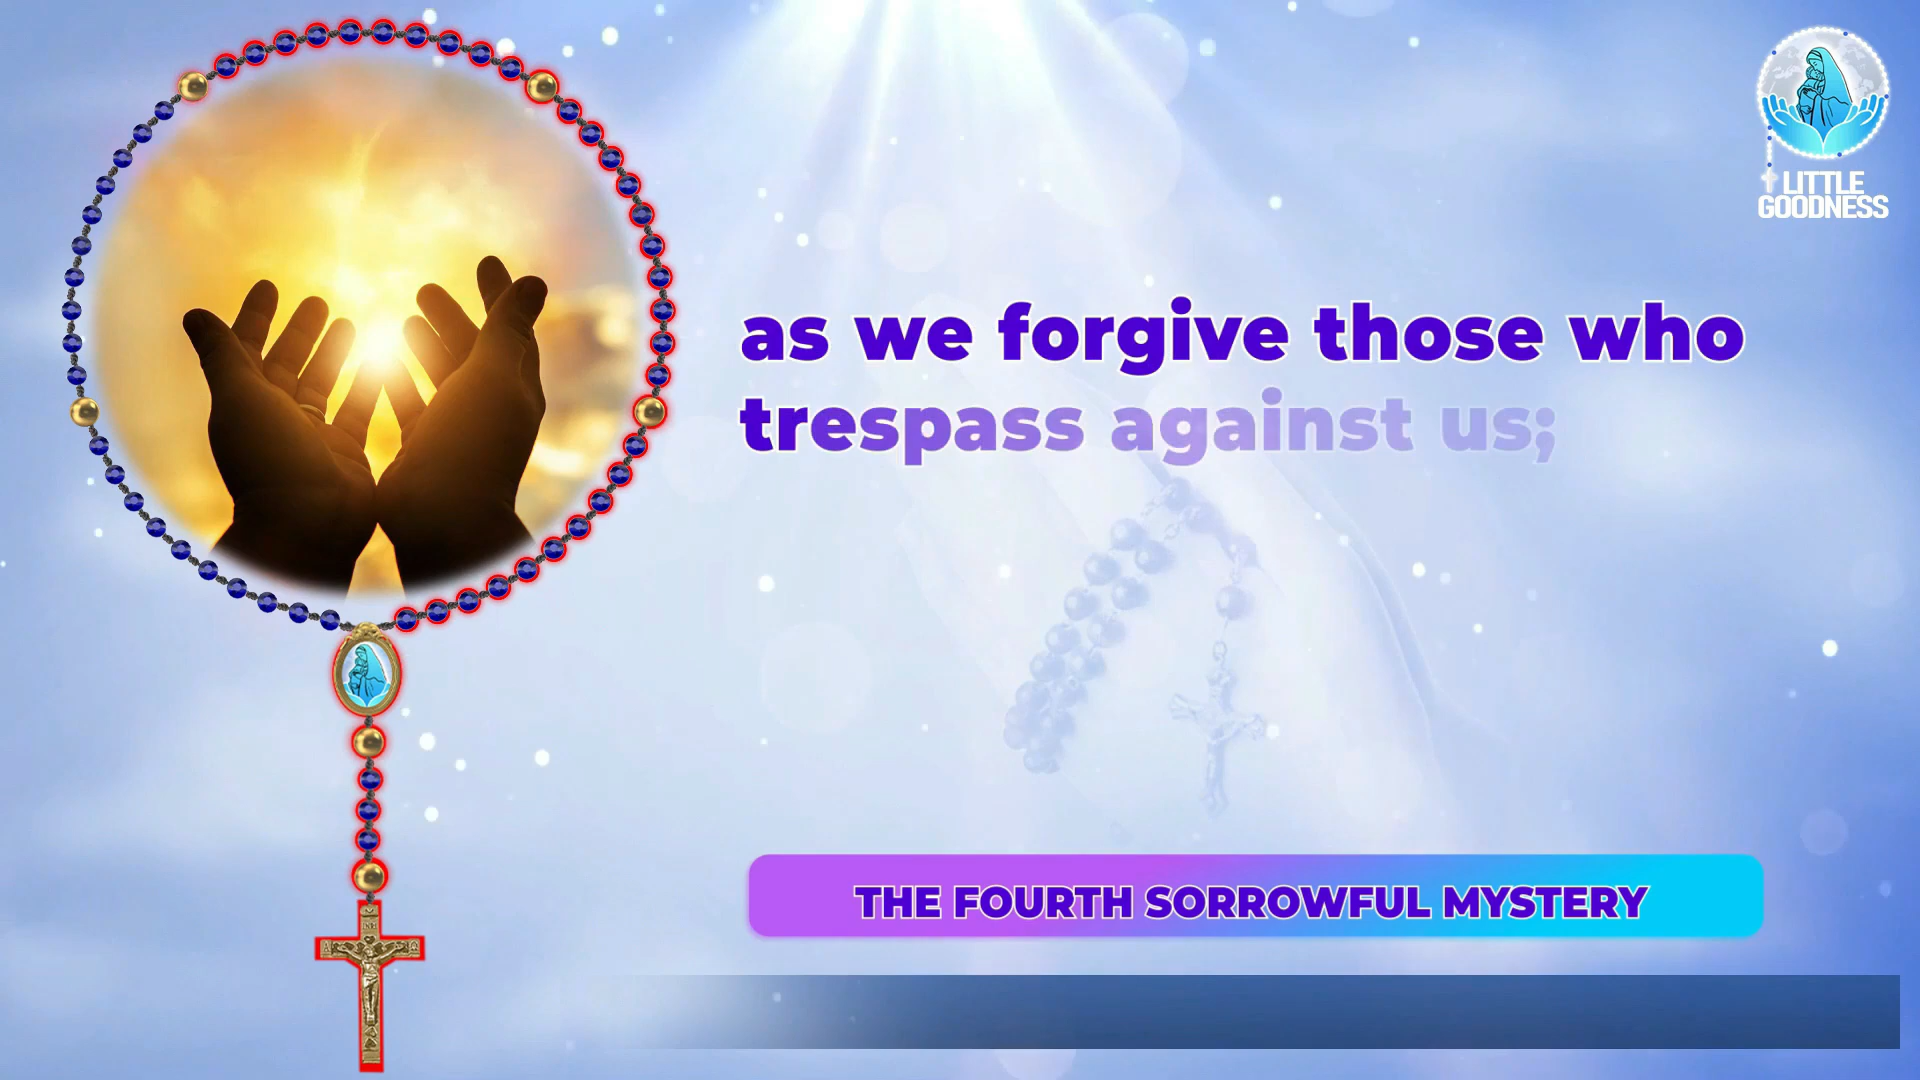 LITTLE
GOODNESS
as we forgive those who
trespass against us;
THE FOURTH SORROWFUL MYSTERY